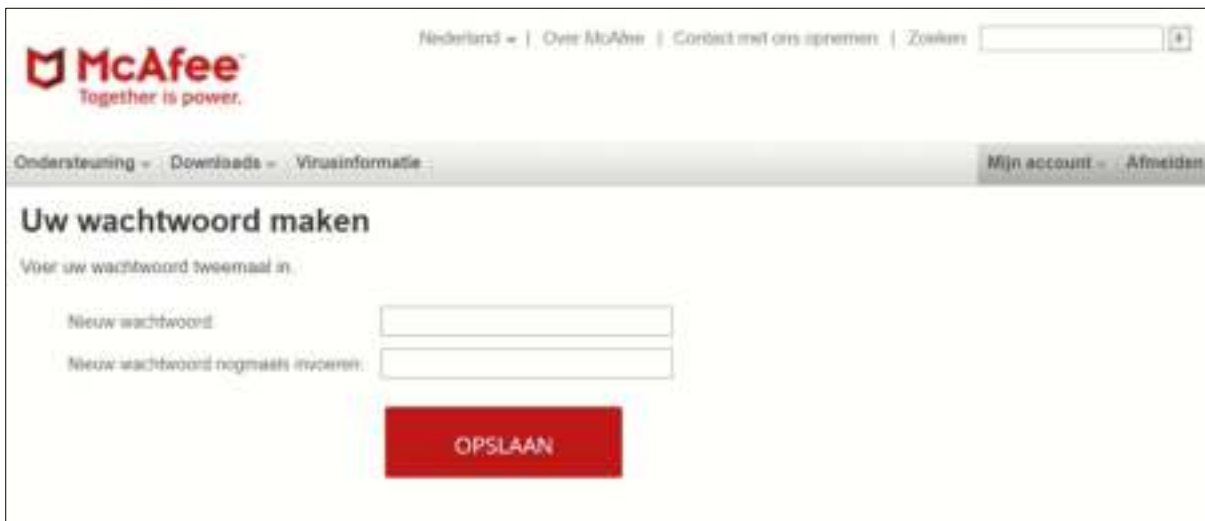 Nederland | Over McAfee | Contact met ons opnemen | Zoeken:
McAfee
Together is power.
Ondersteuning Downloads Virusinformatie Mijn account Afmelden
Uw wachtwoord maken
Voer uw wachtwoord tweemaal in.
Nieuw wachtwoord:
Nieuw wachtwoord nogmaals invoeren:
OPSLAAN